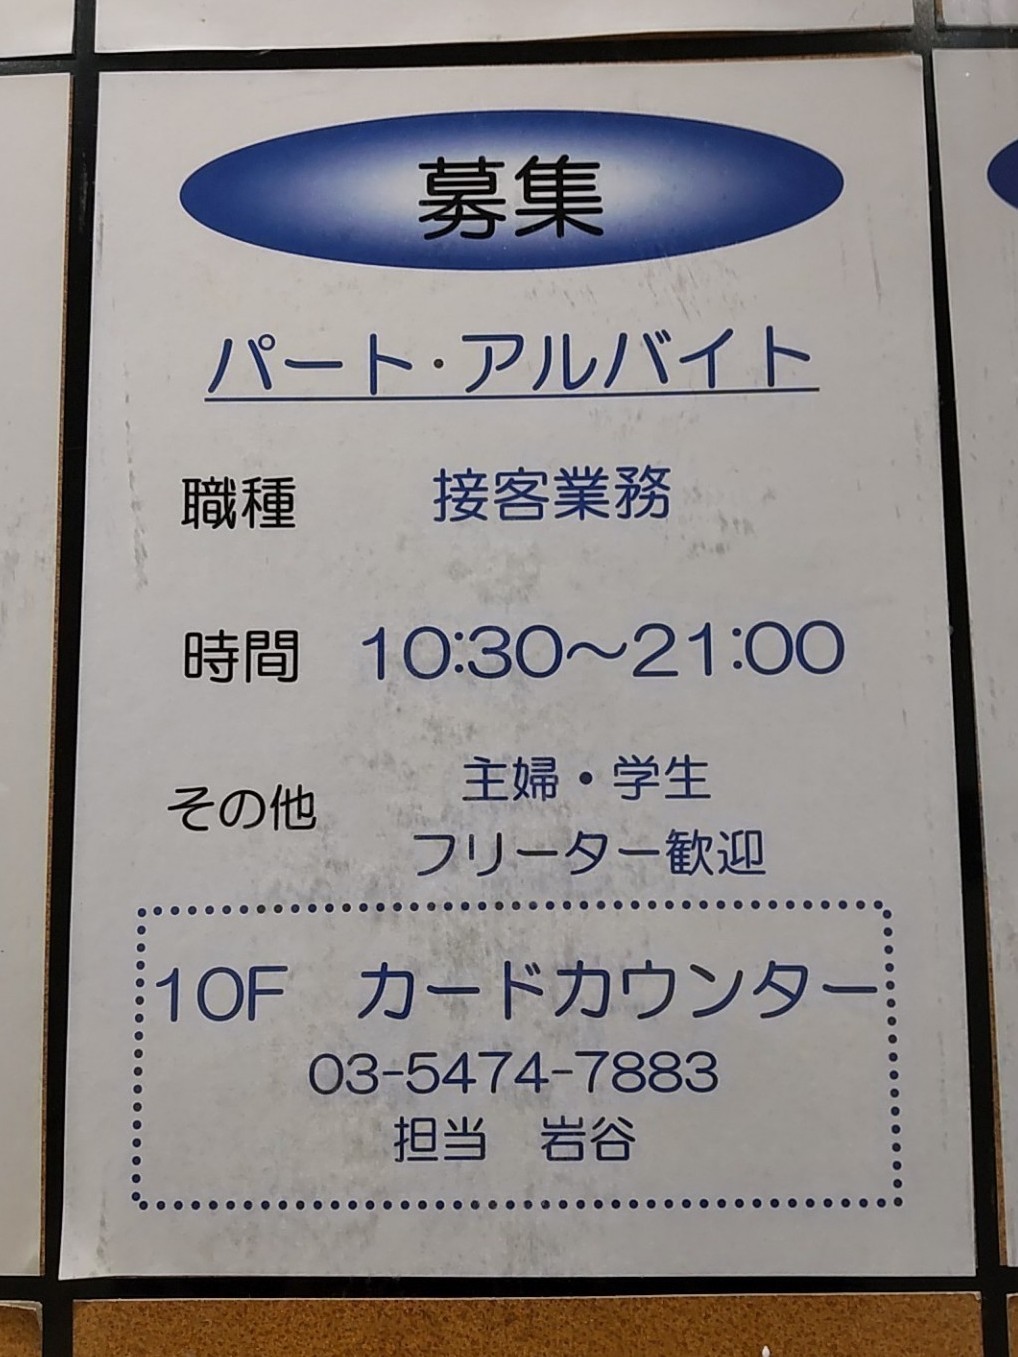 募集
パート・アルバイト
職種 接客業務
時間 10:30〜21:00
その他 主婦・学生
フリーター歓迎
10F カードカウンター
03-5474-7883
担当 岩谷